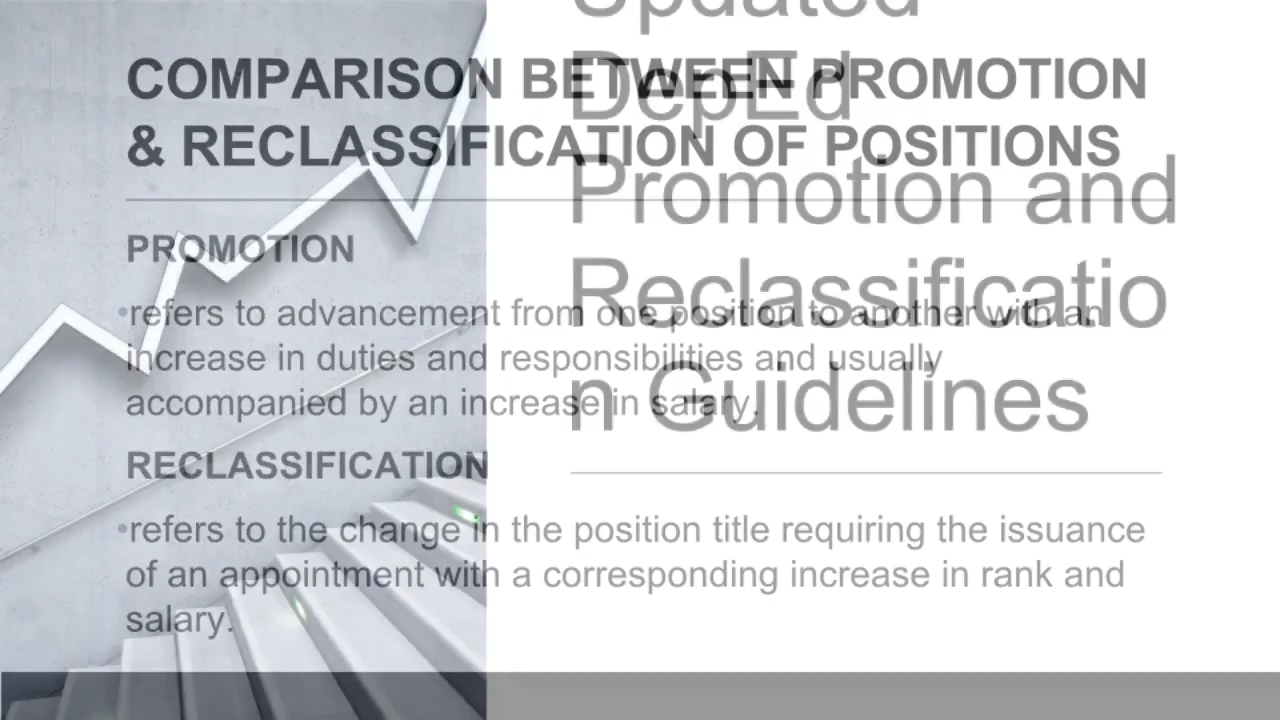 COMPARISON BETWEEN PROMOTION
& RECLASSIFICATION OF POSITIONS
PROMOTION
•refers to advancement from one position to another with an
increase in duties and responsibilities and usually
accompanied by an increase in salary.
RECLASSIFICATION
•refers to the change in the position title requiring the issuance
of an appointment with a corresponding increase in rank and
salary.
Updated
DepEd
Promotion and
Reclassificatio
n Guidelines